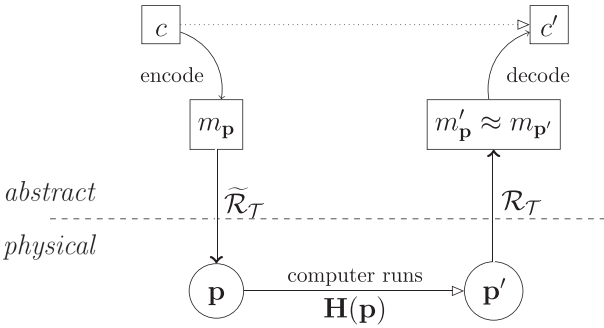 c c′
encode decode
m_p m′_p ≈ m_p′
abstract R̃_T R_T
physical
computer runs
p H(p) p′